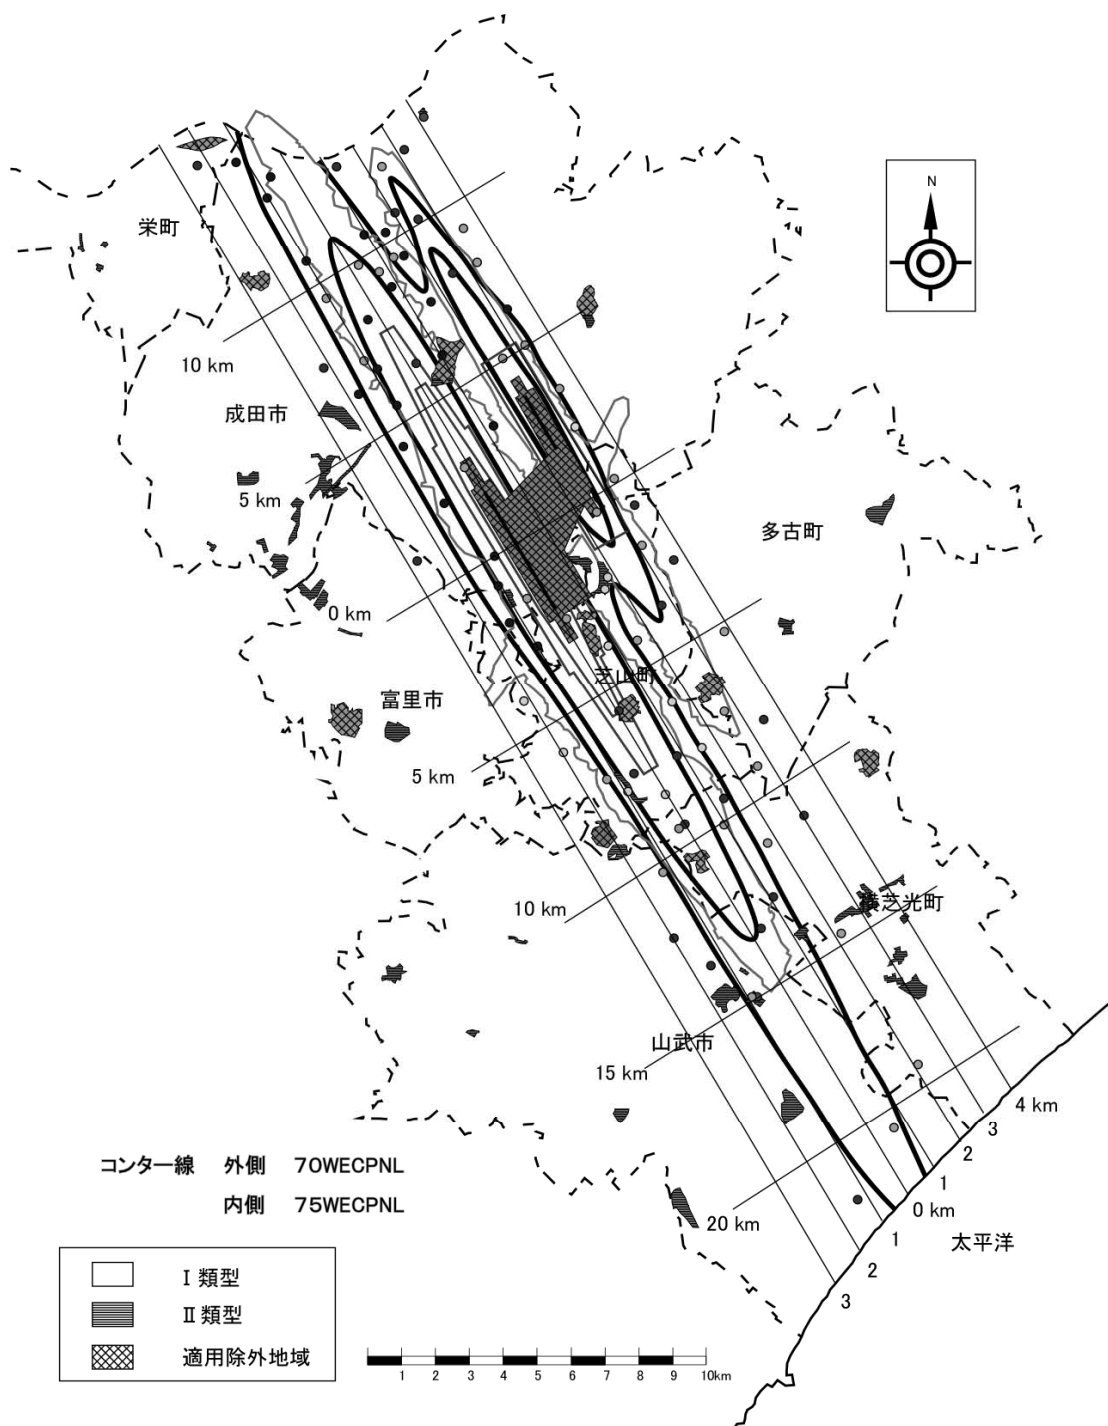 N
栄町
10 km
成田市
5 km
多古町
0 km
芝山町
富里市
5 km
10 km
横芝光町
山武市
15 km
4 km
3
2
1
0 km
20 km
1
2
3
太平洋
コンター線 外側 70WECPNL
内側 75WECPNL
Ⅰ類型
Ⅱ類型
適用除外地域
1 2 3 4 5 6 7 8 9 10km